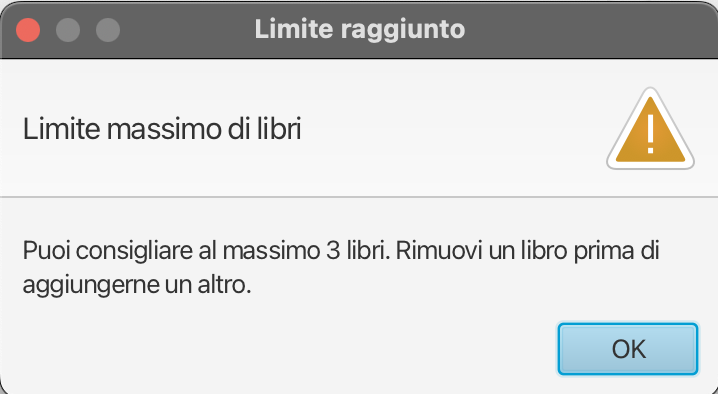 Limite raggiunto
Limite massimo di libri
Puoi consigliare al massimo 3 libri. Rimuovi un libro prima di
aggiungerne un altro.
OK